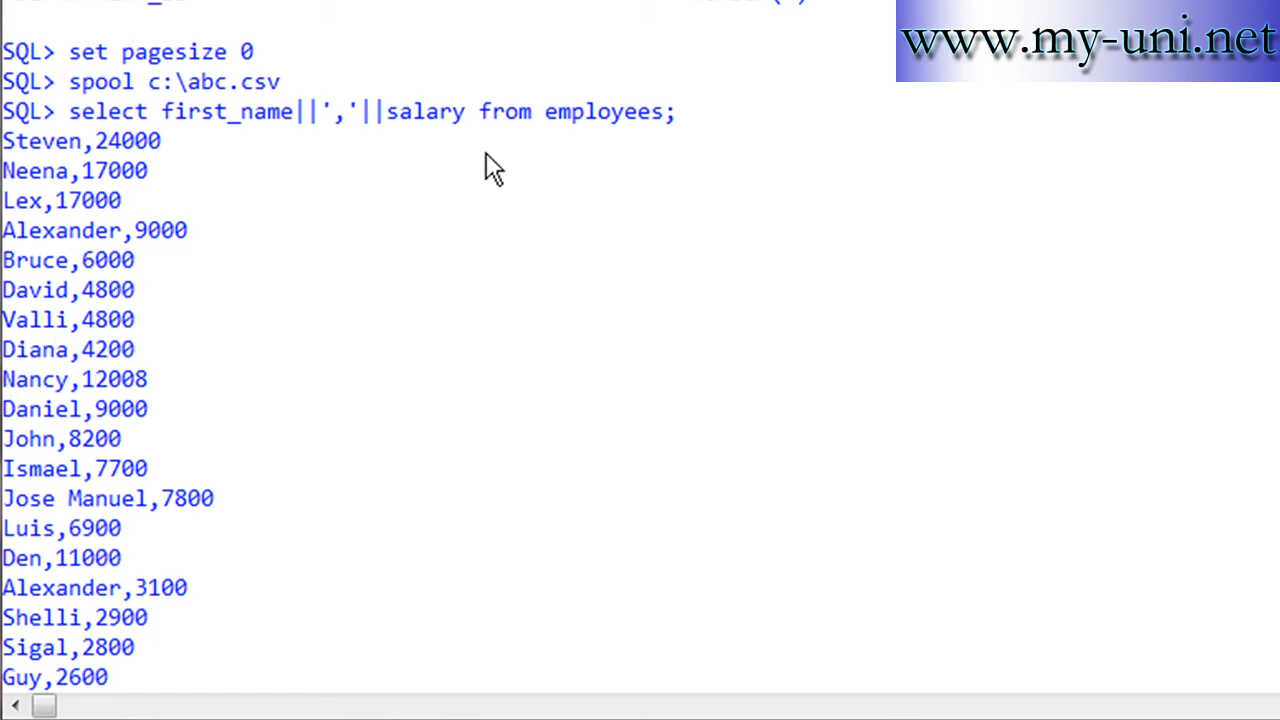 www.my-uni.net
SQL> set pagesize 0
SQL> spool c:\abc.csv
SQL> select first_name||','||salary from employees;
Steven,24000
Neena,17000
Lex,17000
Alexander,9000
Bruce,6000
David,4800
Valli,4800
Diana,4200
Nancy,12008
Daniel,9000
John,8200
Ismael,7700
Jose Manuel,7800
Luis,6900
Den,11000
Alexander,3100
Shelli,2900
Sigal,2800
Guy,2600